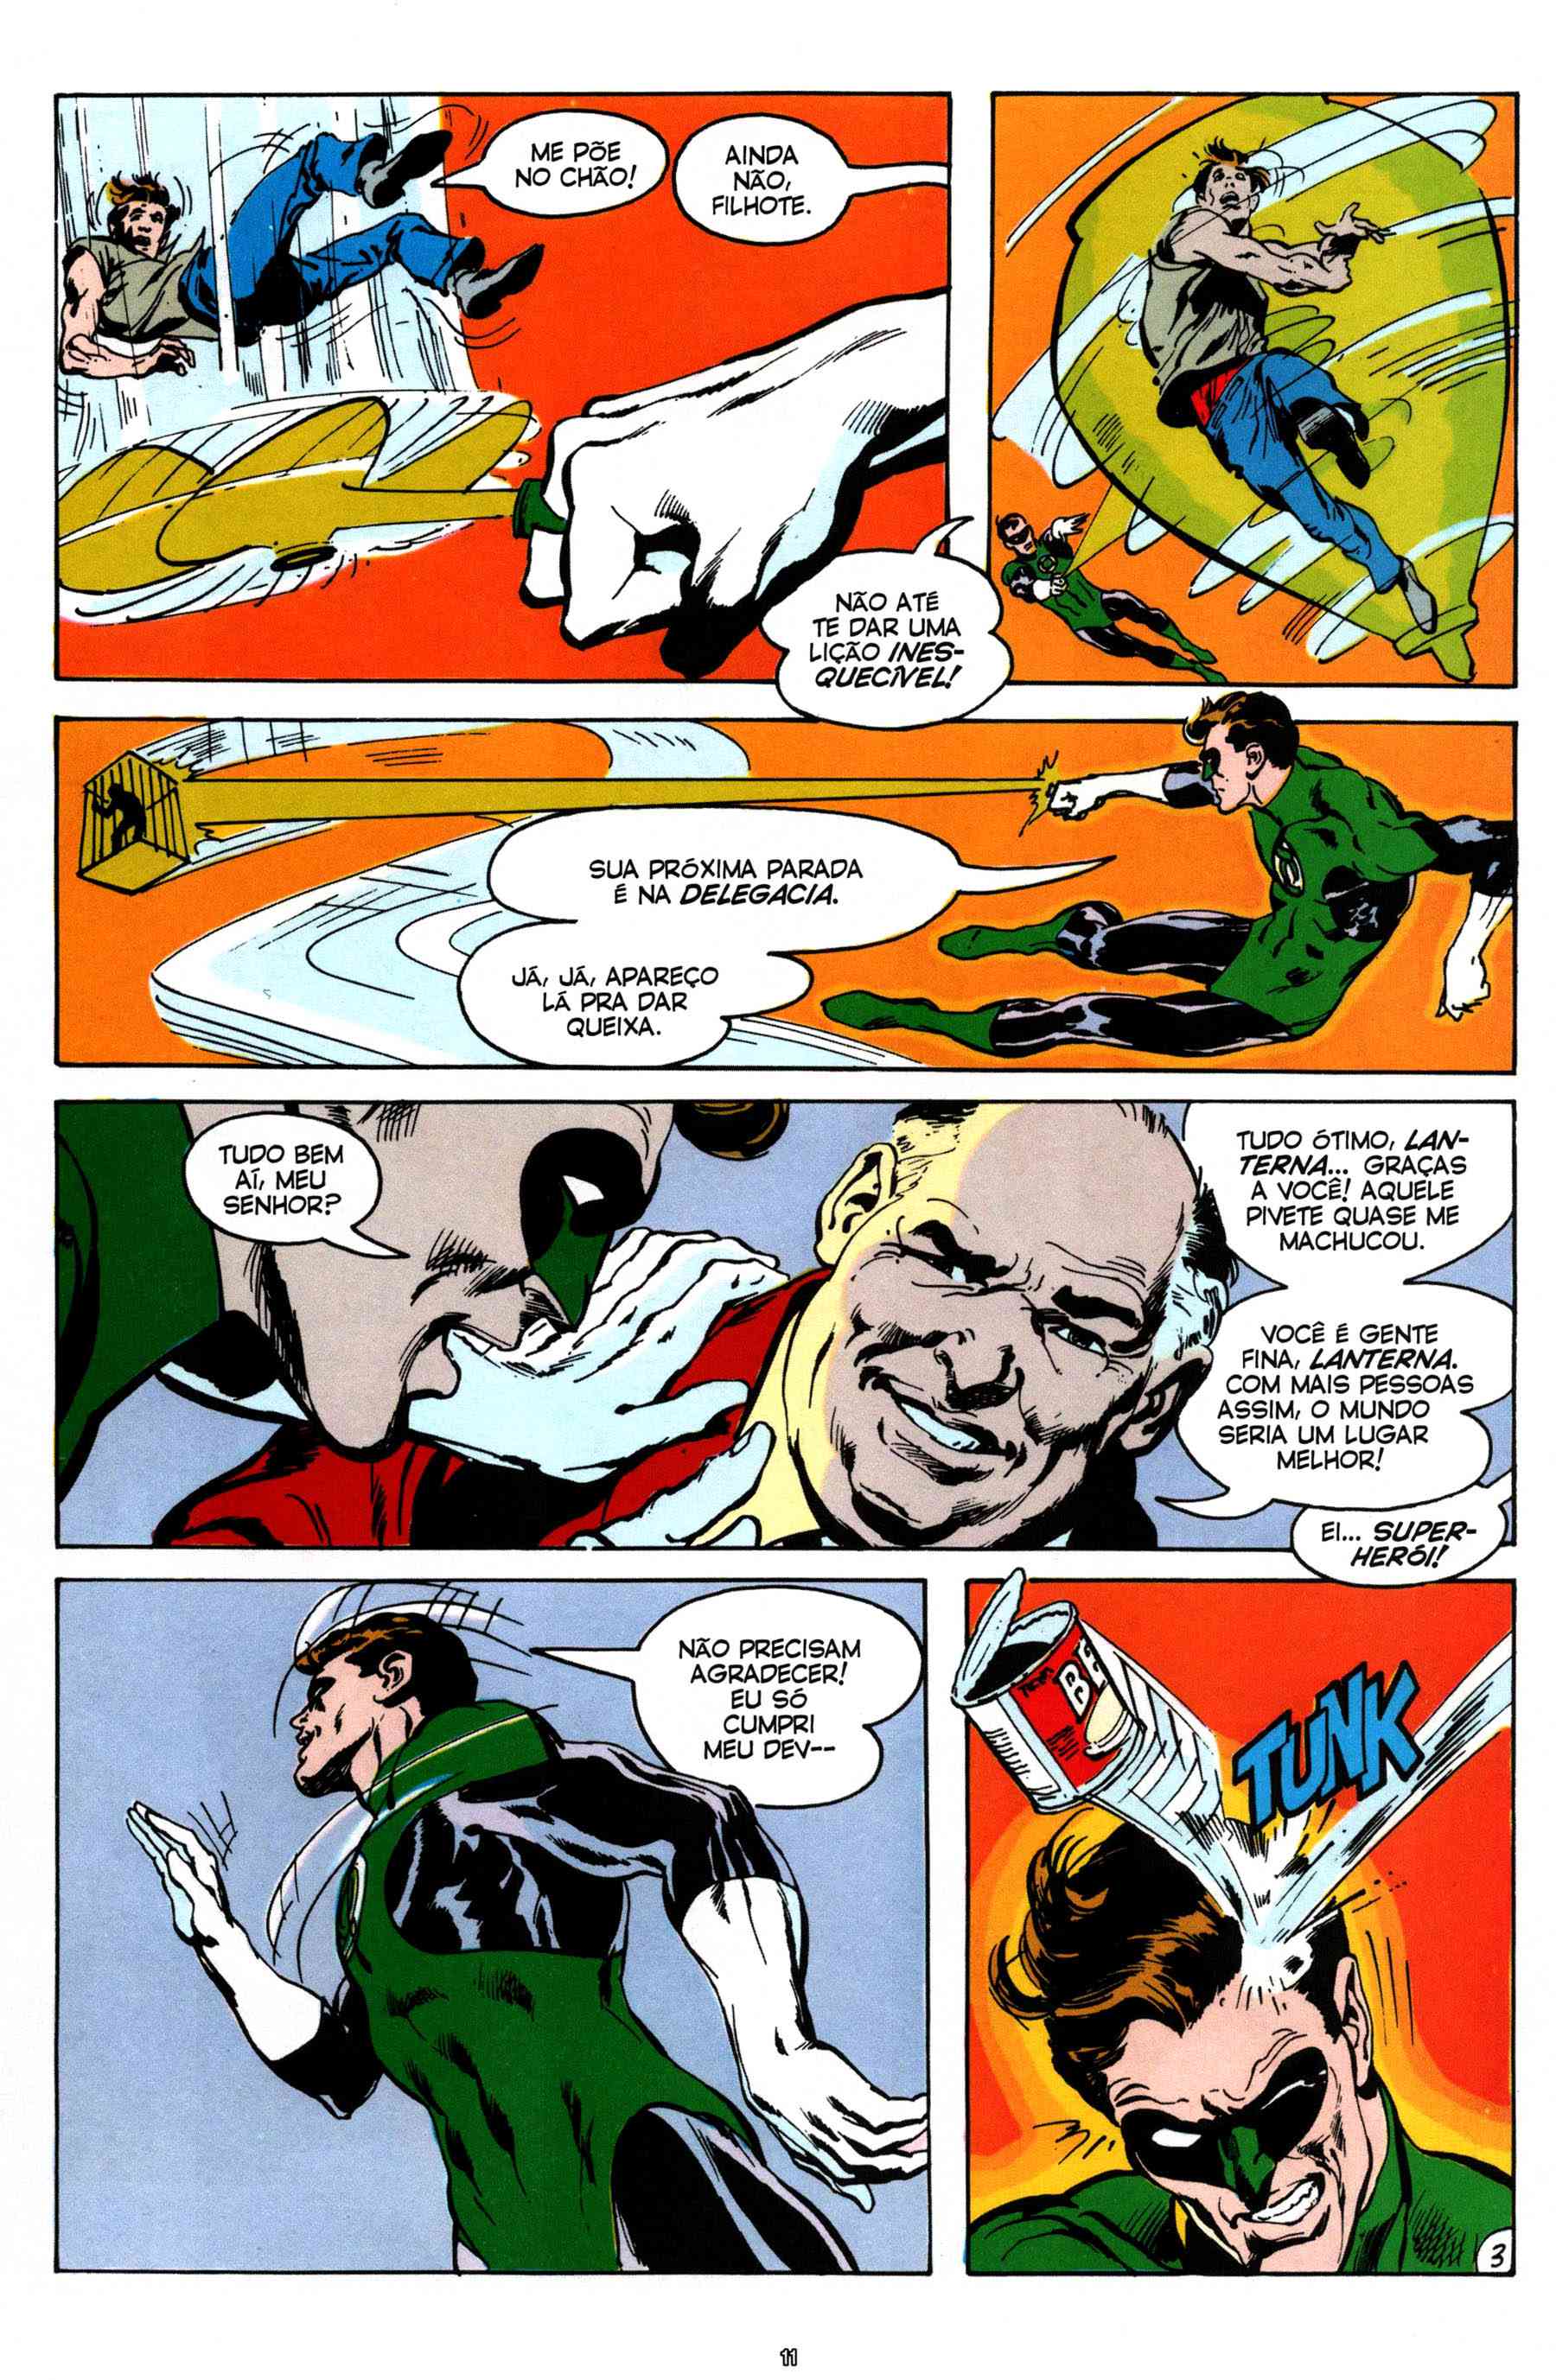 ME PÕE
NO CHÃO!
AINDA
NÃO,
FILHOTE.
NÃO ATÉ
TE DAR UMA
LIÇÃO INES-
QUECÍVEL!
SUA PRÓXIMA PARADA
É NA DELEGACIA.
JÁ, JÁ, APAREÇO
LÁ PRA DAR
QUEIXA.
TUDO BEM
AÍ, MEU
SENHOR?
TUDO ÓTIMO, LAN-
TERNA... GRAÇAS
A VOCÊ! AQUELE
PIVETE QUASE ME
MACHUCOU.
VOCÊ É GENTE
FINA, LANTERNA.
COM MAIS PESSOAS
ASSIM, O MUNDO
SERIA UM LUGAR
MELHOR!
EI... SUPER-
HERÓI!
NÃO PRECISAM
AGRADECER!
EU SÓ
CUMPRI
MEU DEV--
TUNK
3
11